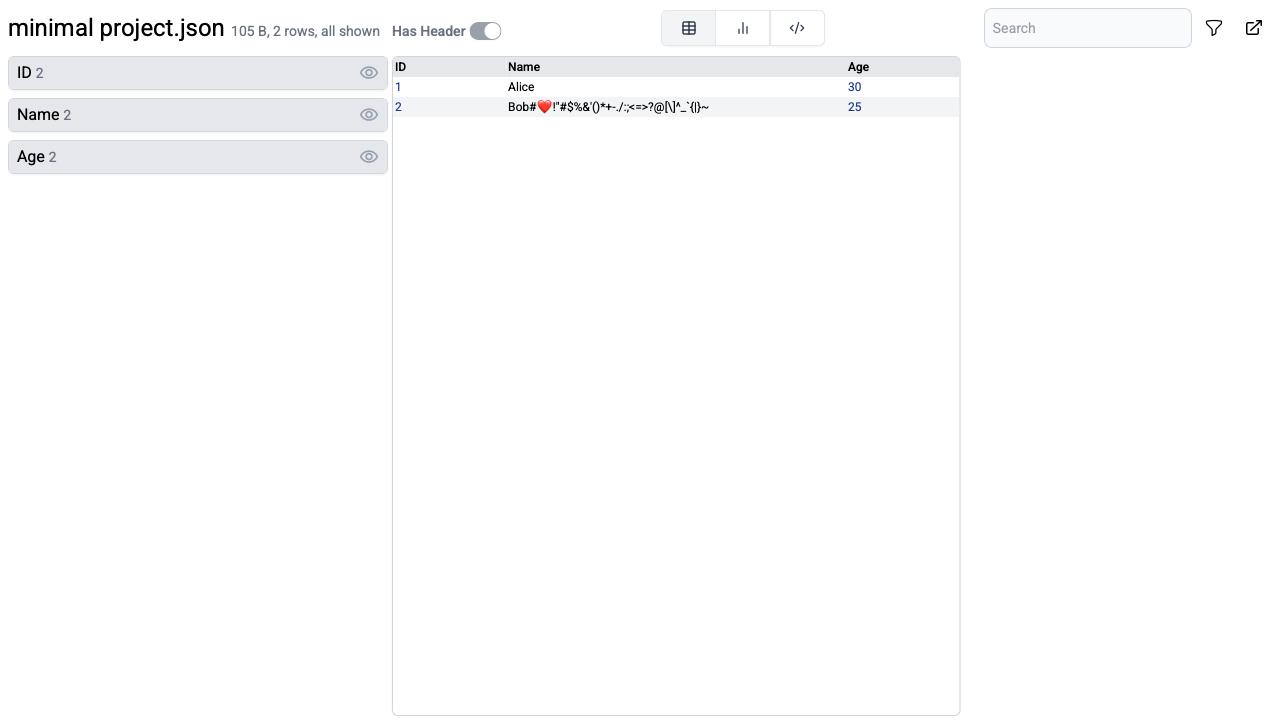 minimal project.json 105 B, 2 rows, all shown Has Header
Search
ID 2
Name 2
Age 2
ID Name Age
1 Alice 30
2 Bob#❤️!"#$%&'()*+-./:;<=>?@[\]^_`{|}~ 25